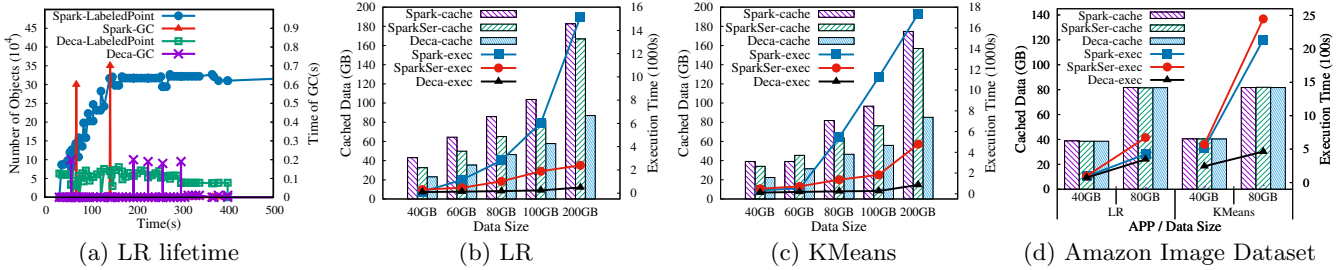 Spark-LabeledPoint
Spark-GC
Deca-LabeledPoint
Deca-GC
Number of Objects (10^4)
50
45
40
35
30
25
20
15
10
5
0
0.9
0.8
0.7
0.6
0.5
0.4
0.3
0.2
0.1
0
Time of GC(s)
0 100 200 300 400 500
Time(s)
(a) LR lifetime
Spark-cache
SparkSer-cache
Deca-cache
Spark-exec
SparkSer-exec
Deca-exec
Cached Data (GB)
200
180
160
140
120
100
80
60
40
20
0
16
14
12
10
8
6
4
2
0
Execution Time (1000s)
40GB 60GB 80GB 100GB 200GB
Data Size
(b) LR
Spark-cache
SparkSer-cache
Deca-cache
Spark-exec
SparkSer-exec
Deca-exec
Cached Data (GB)
200
180
160
140
120
100
80
60
40
20
0
18
16
14
12
10
8
6
4
2
0
Execution Time (1000s)
40GB 60GB 80GB 100GB 200GB
Data Size
(c) KMeans
Spark-cache
SparkSer-cache
Deca-cache
Spark-exec
SparkSer-exec
Deca-exec
Cached Data (GB)
140
120
100
80
60
40
20
0
25
20
15
10
5
0
Execution Time (100s)
40GB 80GB 40GB 80GB
LR KMeans
APP / Data Size
(d) Amazon Image Dataset